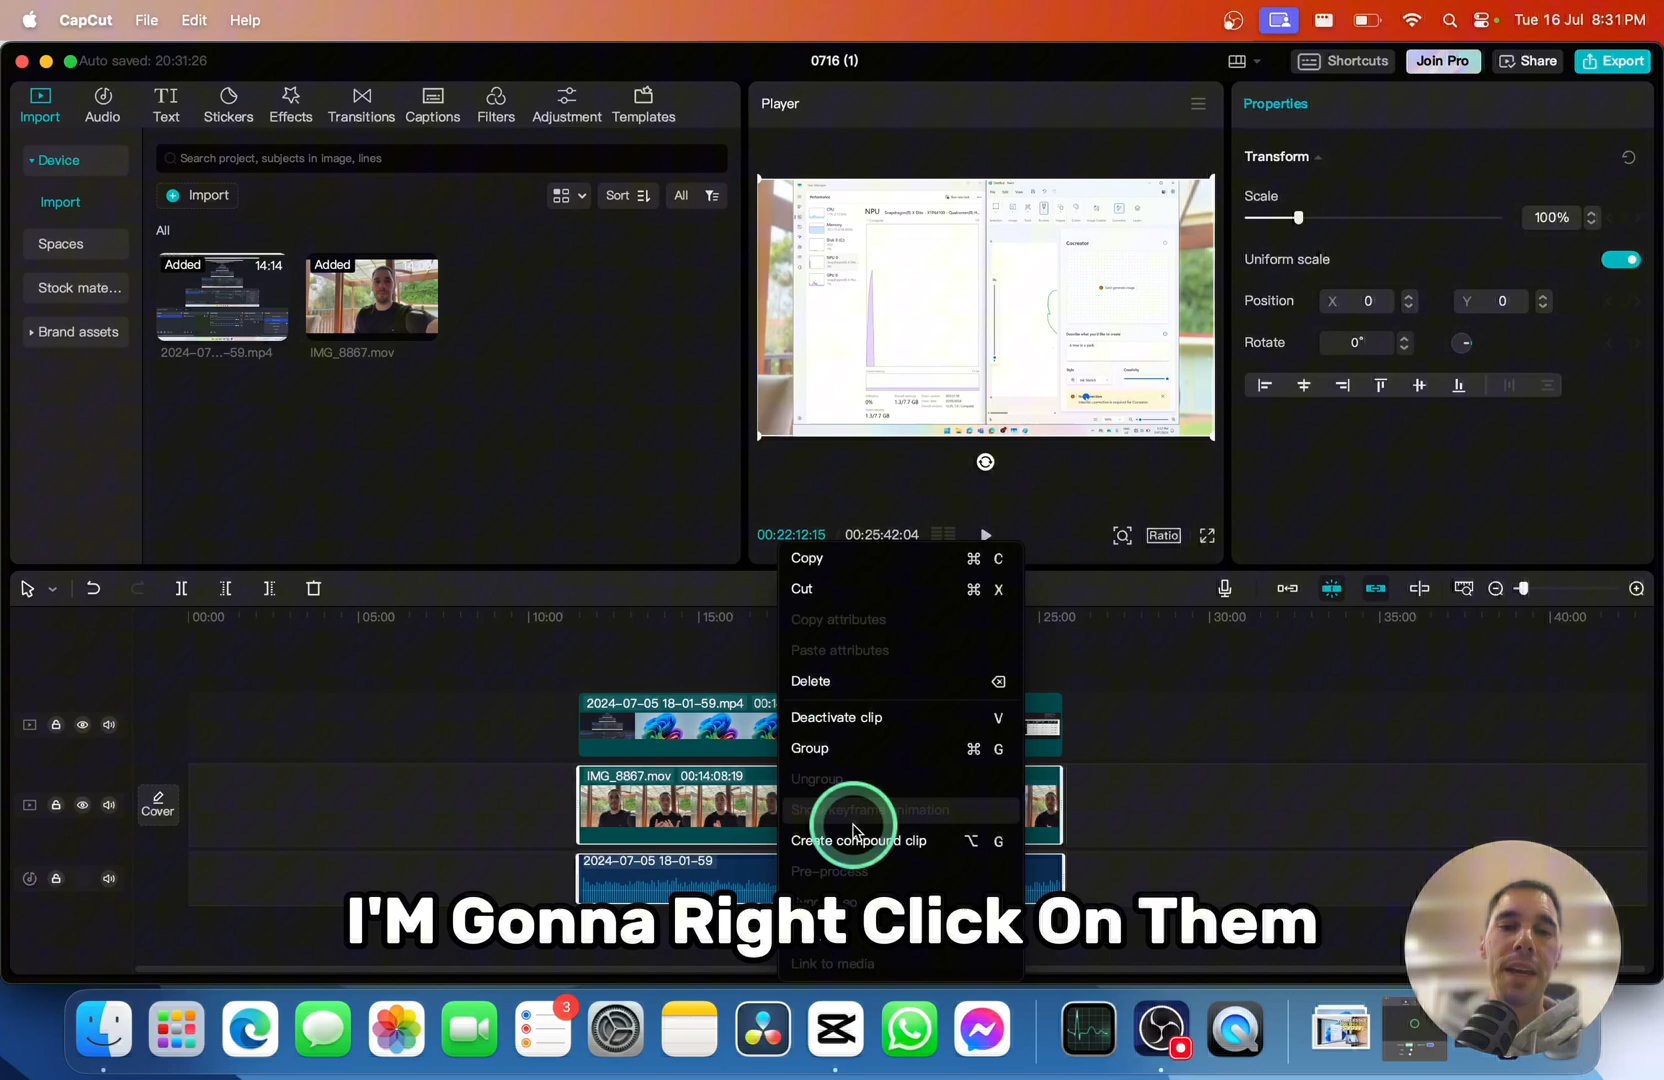 CapCut File Edit Help
Tue 16 Jul 8:31PM
Auto saved: 20:31:26
0716 (1)
Shortcuts
Join Pro
Share
Export
Import
Audio
Text
Stickers
Effects
Transitions
Captions
Filters
Adjustment
Templates
Device
Import
Spaces
Stock mate...
Brand assets
Search project, subjects in image, lines
Import
Sort
All
All
Added 14:14
2024-07...-59.mp4
Added
IMG_8867.mov
Player
NPU
Cocreator
00:22:12:15
00:25:42:04
Ratio
Properties
Transform
Scale
100%
Uniform scale
Position X 0 Y 0
Rotate 0°
Copy ⌘ C
Cut ⌘ X
Copy attributes
Paste attributes
Delete
Deactivate clip V
Group ⌘ G
Ungroup
Show keyframe animation
Create compound clip ⌥ G
Pre-process
Link to media
00:00 05:00 10:00 15:00 25:00 30:00 35:00 40:00
2024-07-05 18-01-59.mp4
Cover
IMG_8867.mov 00:14:08:19
2024-07-05 18-01-59
I'M Gonna Right Click On Them
3